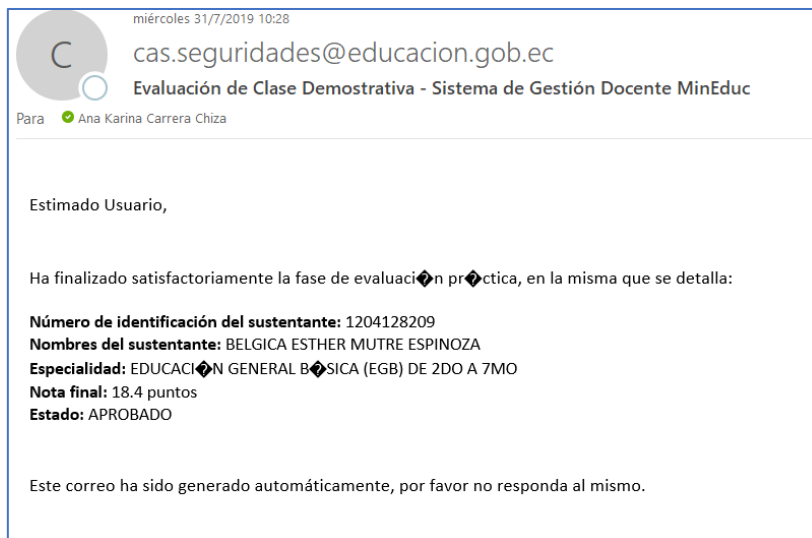 miércoles 31/7/2019 10:28
C
cas.seguridades@educacion.gob.ec
Evaluación de Clase Demostrativa - Sistema de Gestión Docente MinEduc
Para Ana Karina Carrera Chiza
Estimado Usuario,
Ha finalizado satisfactoriamente la fase de evaluaci�n pr�ctica, en la misma que se detalla:
Número de identificación del sustentante: 1204128209
Nombres del sustentante: BELGICA ESTHER MUTRE ESPINOZA
Especialidad: EDUCACI�N GENERAL B�SICA (EGB) DE 2DO A 7MO
Nota final: 18.4 puntos
Estado: APROBADO
Este correo ha sido generado automáticamente, por favor no responda al mismo.